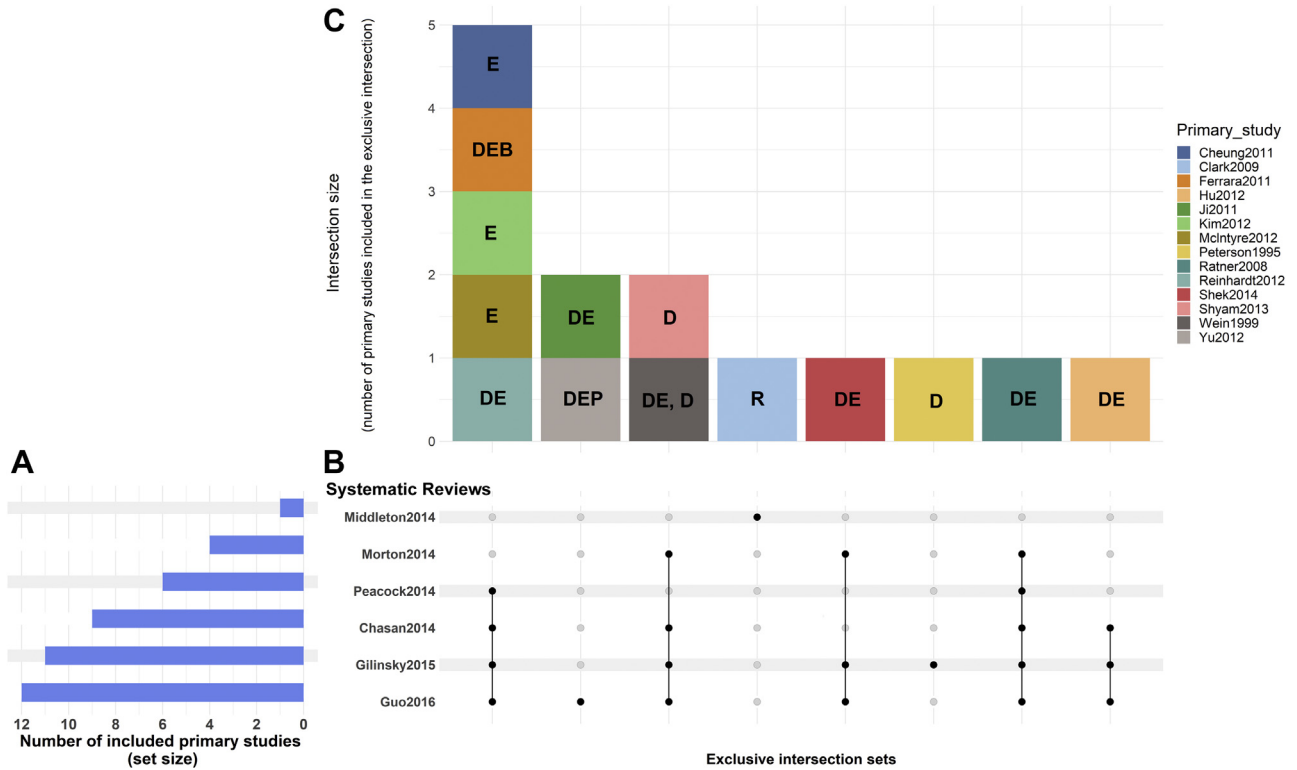 C
Intersection size
(number of primary studies included in the exclusive intersection)
5
4
3
2
1
0
E
DEB
E
E
DE
D
DE
DEP
DE, D
R
DE
D
DE
DE
Primary_study
Cheung2011
Clark2009
Ferrara2011
Hu2012
Ji2011
Kim2012
McIntyre2012
Peterson1995
Ratner2008
Reinhardt2012
Shek2014
Shyam2013
Wein1999
Yu2012
A
12 10 8 6 4 2 0
Number of included primary studies
(set size)
B
Systematic Reviews
Middleton2014
Morton2014
Peacock2014
Chasan2014
Gilinsky2015
Guo2016
Exclusive intersection sets